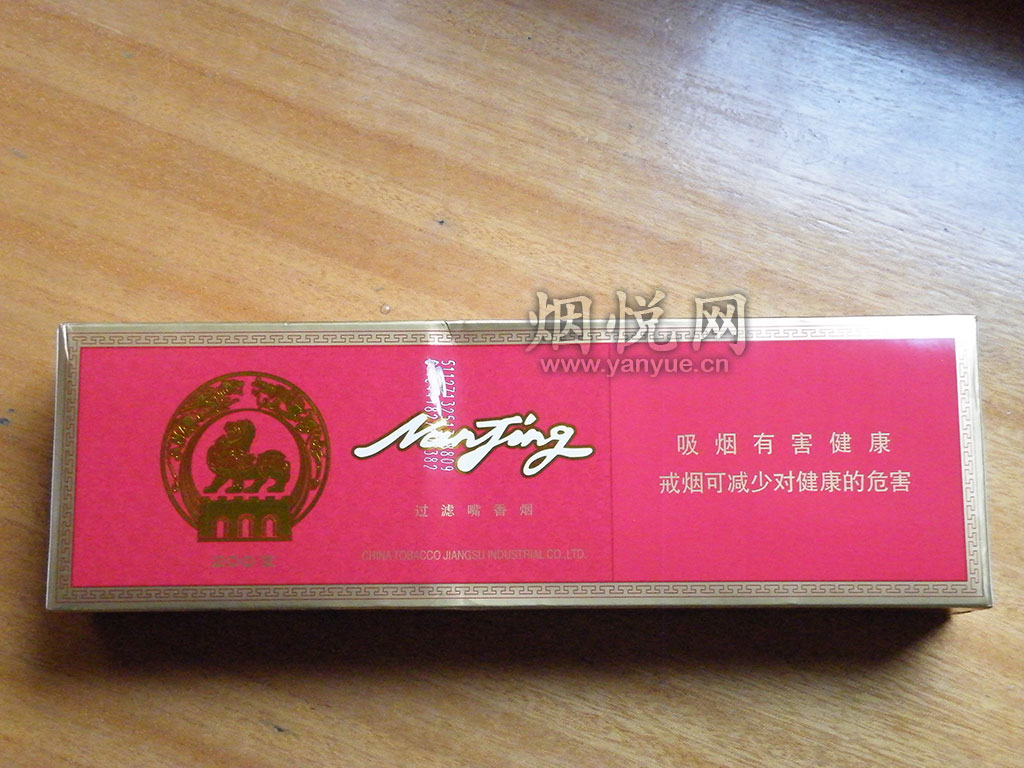 烟悦网
www.yanyue.cn
NanJing
过滤嘴香烟
CHINA TOBACCO JIANGSU INDUSTRIAL CO.,LTD.
吸烟有害健康
戒烟可减少对健康的危害